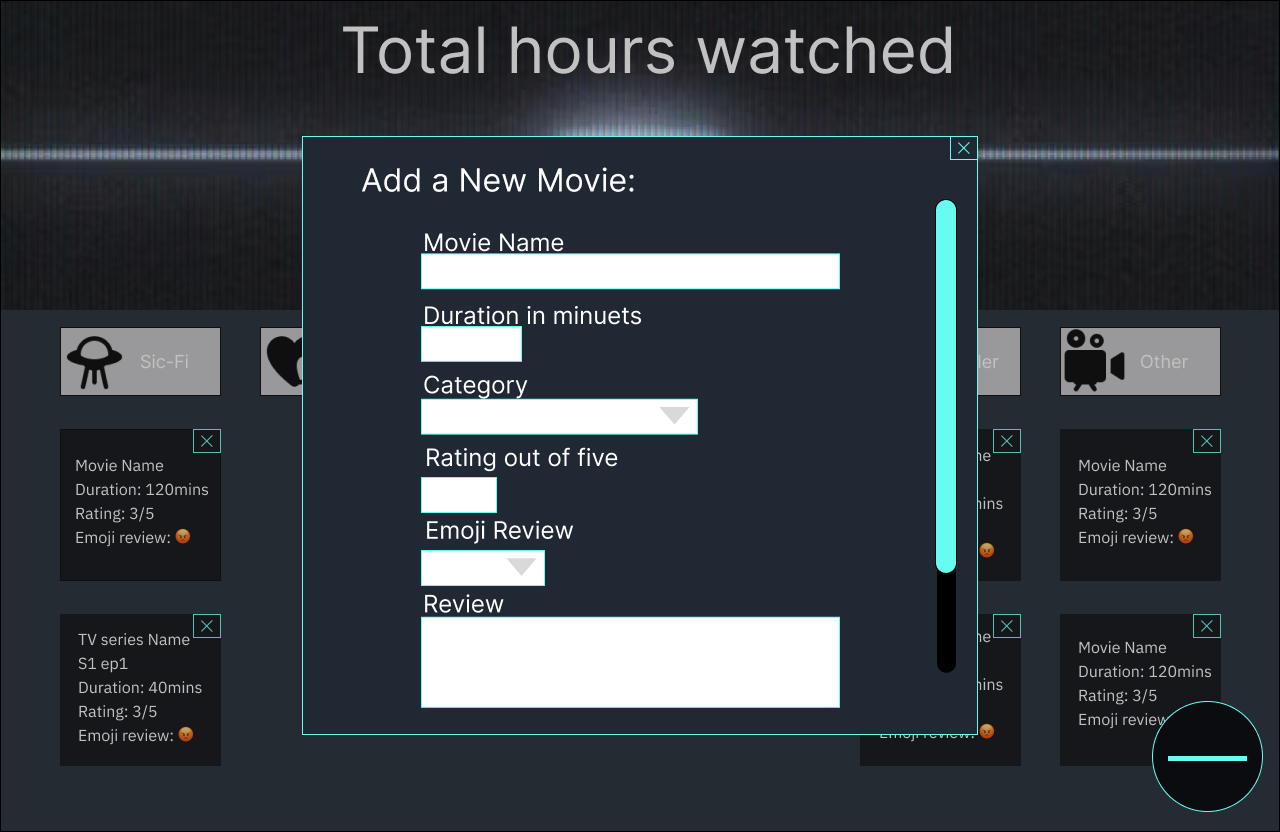 Total hours watched
Add a New Movie:
Movie Name
Duration in minuets
Category
Rating out of five
Emoji Review
Review
Sic-Fi
ler
Other
Movie Name
Duration: 120mins
Rating: 3/5
Emoji review: 😡
TV series Name
S1 ep1
Duration: 40mins
Rating: 3/5
Emoji review: 😡
ne
ins
😡
ne
ins
Emoji review: 😡
Movie Name
Duration: 120mins
Rating: 3/5
Emoji review: 😡
Movie Name
Duration: 120mins
Rating: 3/5
Emoji review